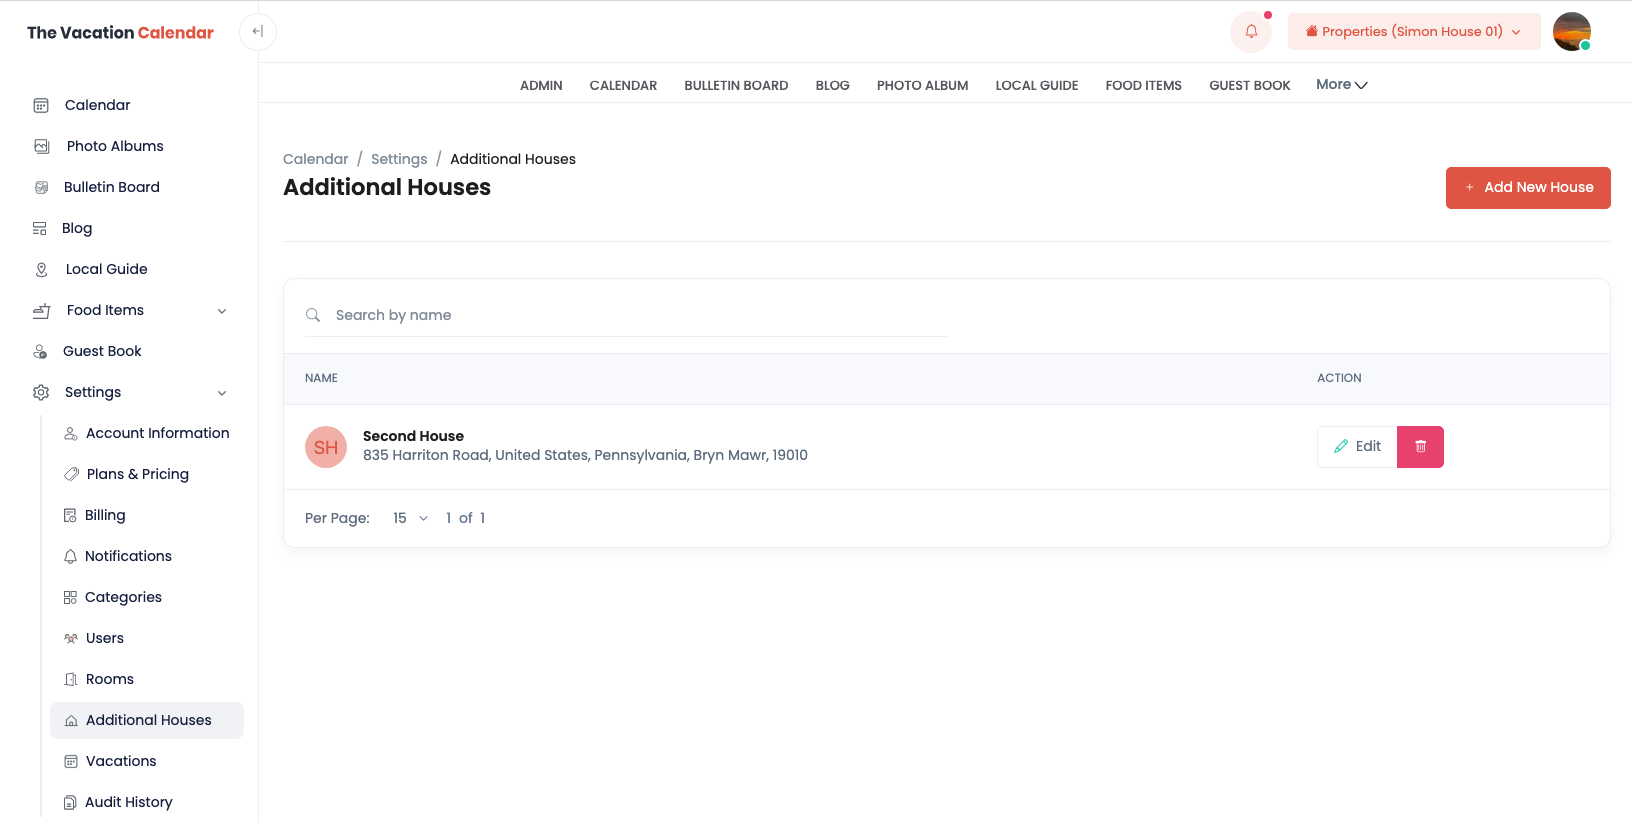 The Vacation Calendar
Properties (Simon House 01)
ADMIN CALENDAR BULLETIN BOARD BLOG PHOTO ALBUM LOCAL GUIDE FOOD ITEMS GUEST BOOK More
Calendar
Photo Albums
Bulletin Board
Blog
Local Guide
Food Items
Guest Book
Settings
Account Information
Plans & Pricing
Billing
Notifications
Categories
Users
Rooms
Additional Houses
Vacations
Audit History
Calendar / Settings / Additional Houses
Additional Houses
+ Add New House
Search by name
NAME ACTION
SH
Second House
835 Harriton Road, United States, Pennsylvania, Bryn Mawr, 19010
Edit
Per Page: 15 1 of 1